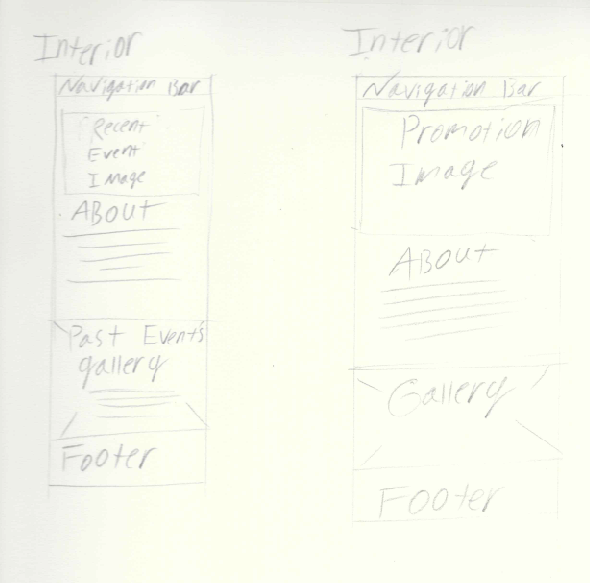 Interior
Navigation Bar
Recent
Event
Image
ABOUT
Past Events
gallery
Footer
Interior
Navigation Bar
Promotion
Image
ABOUT
Gallery
Footer